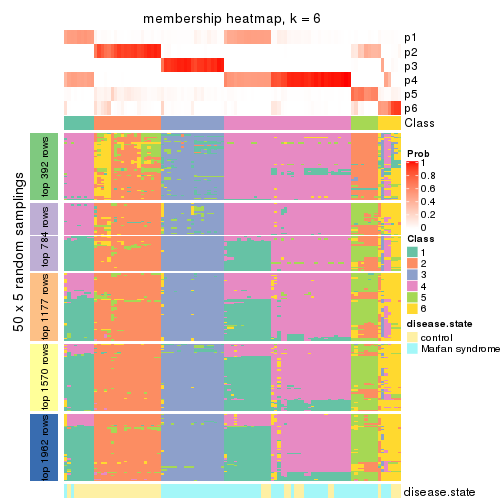 membership heatmap, k = 6
p1
p2
p3
p4
p5
p6
Class
50 x 5 random samplings
top 392 rows
top 784 rows
top 1177 rows
top 1570 rows
top 1962 rows
disease.state
Prob
1
0.8
0.6
0.4
0.2
0
Class
1
2
3
4
5
6
disease.state
control
Marfan syndrome